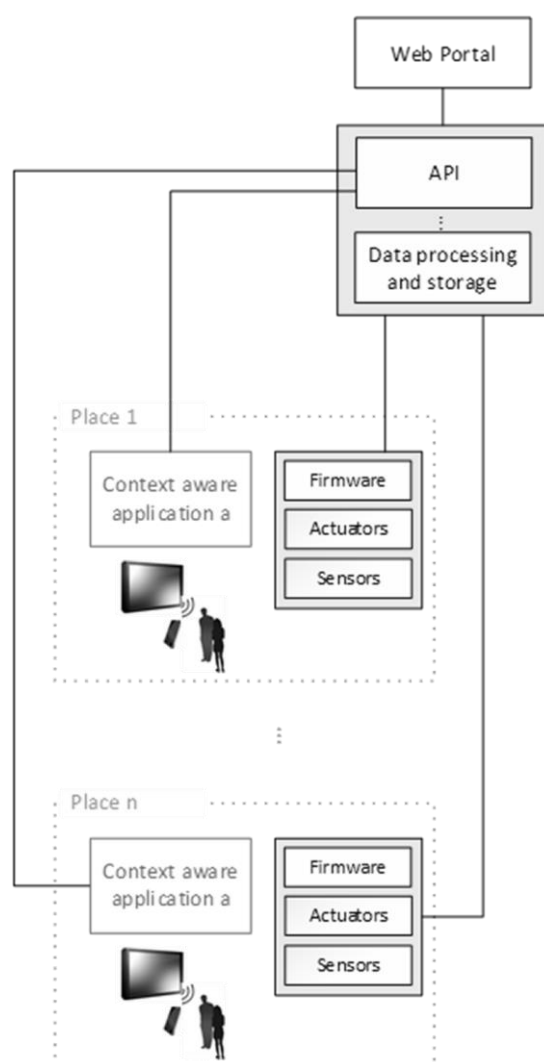 Web Portal
API
⋮
Data processing
and storage
Place 1
Context aware
application a
Firmware
Actuators
Sensors
⋮
Place n
Context aware
application a
Firmware
Actuators
Sensors